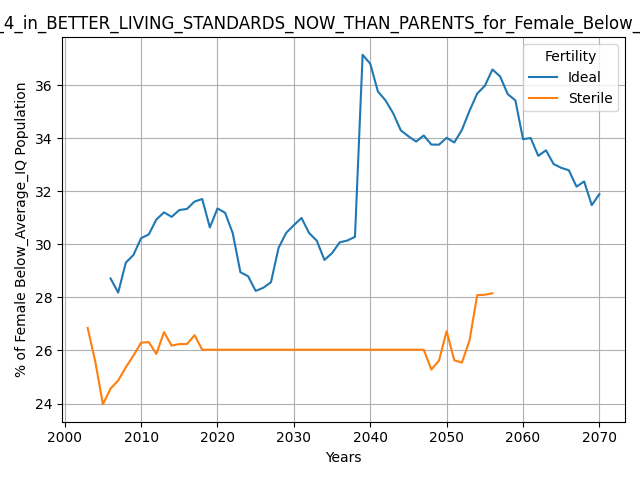 _4_in_BETTER_LIVING_STANDARDS_NOW_THAN_PARENTS_for_Female_Below_
Fertility
Ideal
Sterile
% of Female Below_Average_IQ Population
36
34
32
30
28
26
24
2000 2010 2020 2030 2040 2050 2060 2070
Years